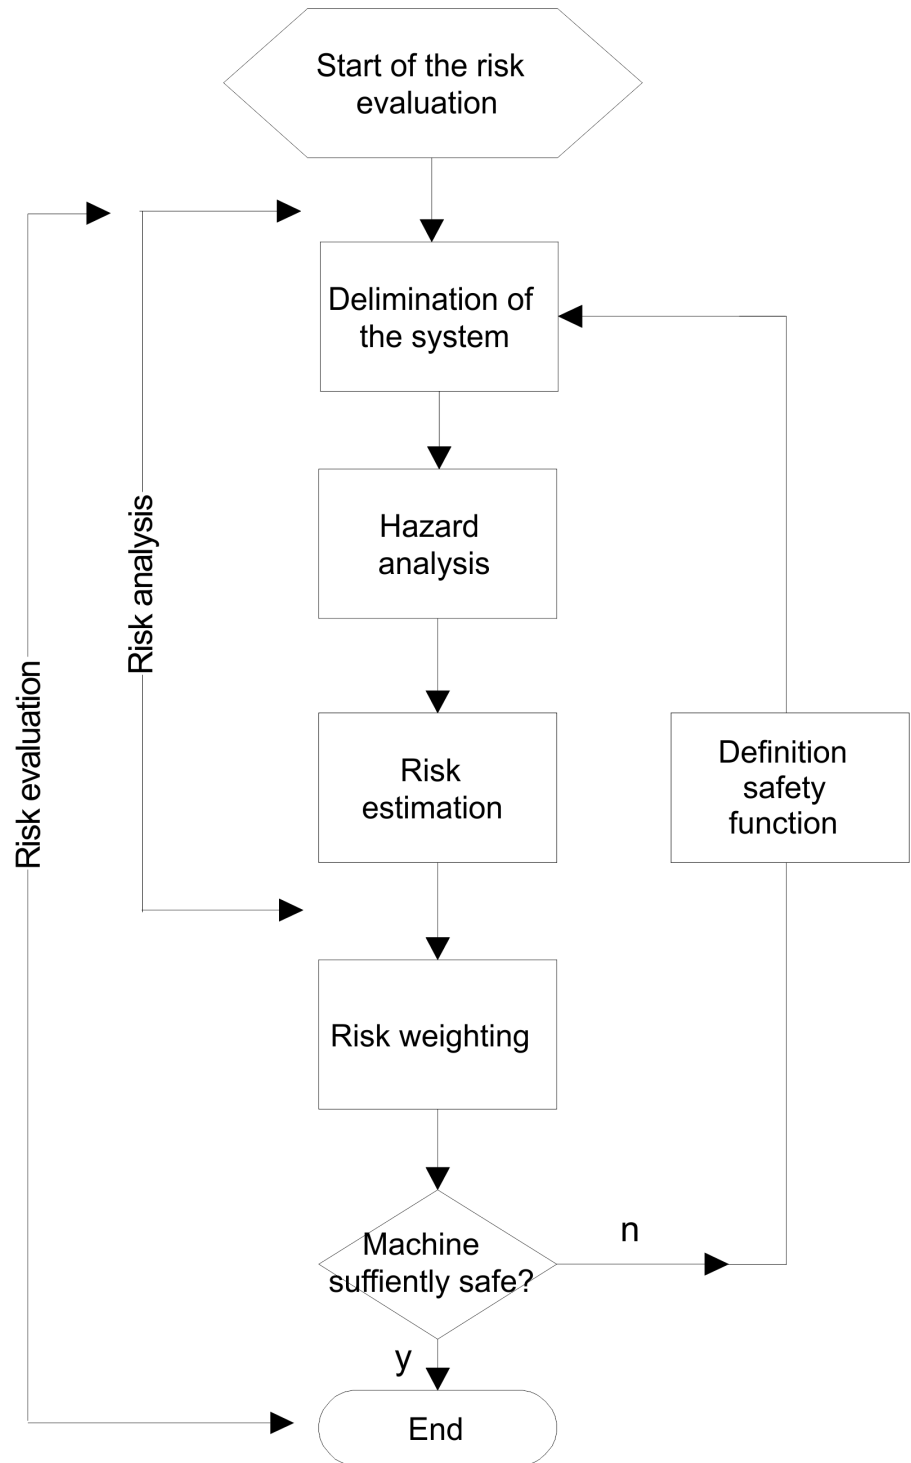 Start of the risk
evaluation
Delimination of
the system
Hazard
analysis
Risk analysis
Risk
estimation
Definition
safety
function
Risk evaluation
Risk weighting
n
Machine
suffiently safe?
y
End